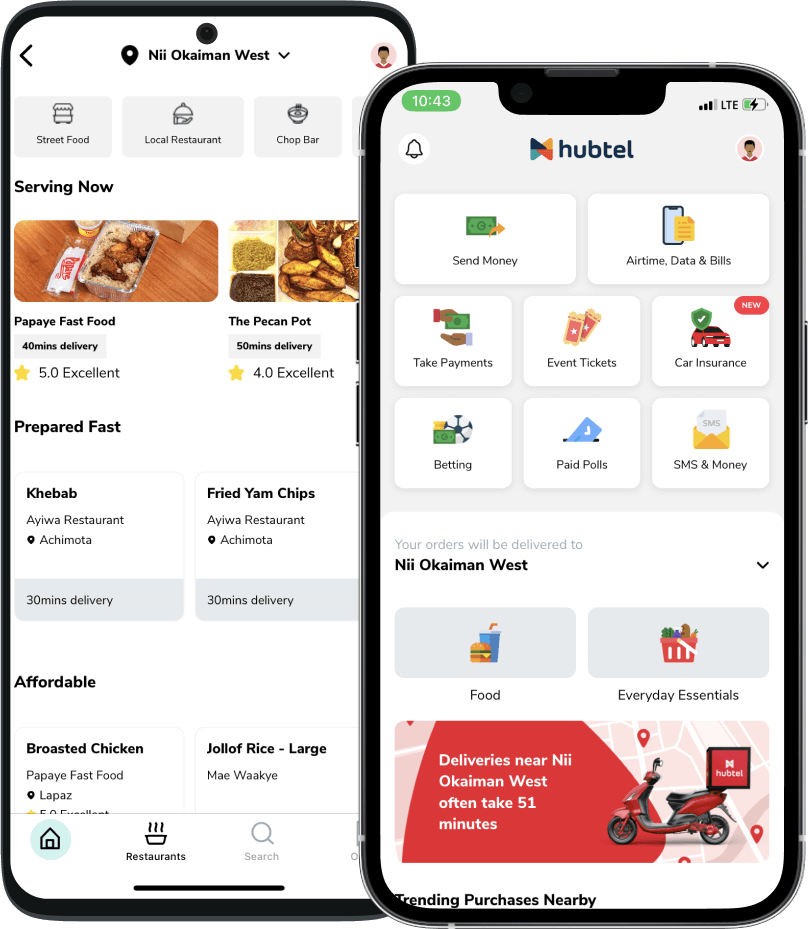 Nii Okaiman West
Street Food
Local Restaurant
Chop Bar
Serving Now
Papaye
Papaye Fast Food
40mins delivery
5.0 Excellent
The Pecan Pot
50mins delivery
4.0 Excellent
Prepared Fast
Khebab
Ayiwa Restaurant
Achimota
30mins delivery
Fried Yam Chips
Ayiwa Restaurant
Achimota
30mins delivery
Affordable
Broasted Chicken
Papaye Fast Food
Lapaz
5.0 Excellent
Jollof Rice - Large
Mae Waakye
Restaurants
Search
O
10:43
LTE
hubtel
Send Money
Airtime, Data & Bills
Take Payments
Event Tickets
NEW
Car Insurance
Betting
Paid Polls
SMS
SMS & Money
Your orders will be delivered to
Nii Okaiman West
Food
Everyday Essentials
Deliveries near Nii
Okaiman West
often take 51
minutes
hubtel
Trending Purchases Nearby